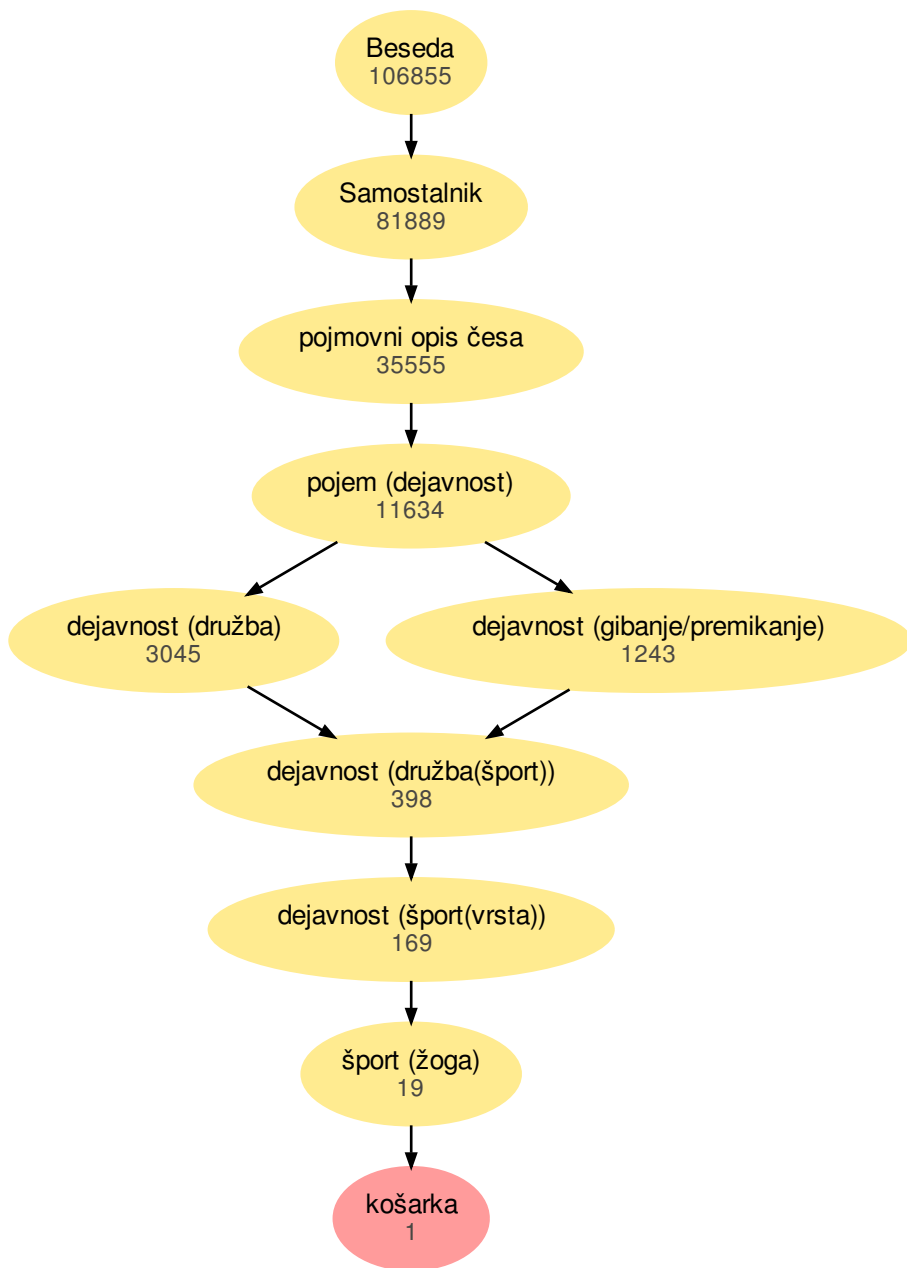 Beseda
106855
Samostalnik
81889
pojmovni opis česa
35555
pojem (dejavnost)
11634
dejavnost (družba)
3045
dejavnost (gibanje/premikanje)
1243
dejavnost (družba(šport))
398
dejavnost (šport(vrsta))
169
šport (žoga)
19
košarka
1